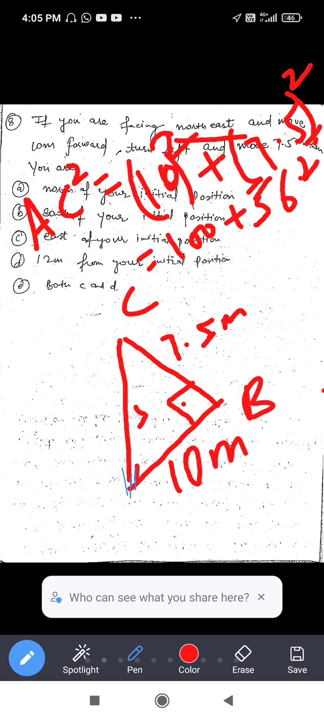 4:05 PM
46
⑧ If you are facing north east and move
10m forward, turn left and move 7.5
You are
ⓐ north of your initial position
ⓑ of your initial position
ⓒ east of your initial position
ⓓ 12m from your initial position
ⓔ Both c and d.
AC² = (10)² + (7.5)²
= 100 + 56
C
7.5m
B
10m
Who can see what you share here?
Spotlight Pen Color Erase Save